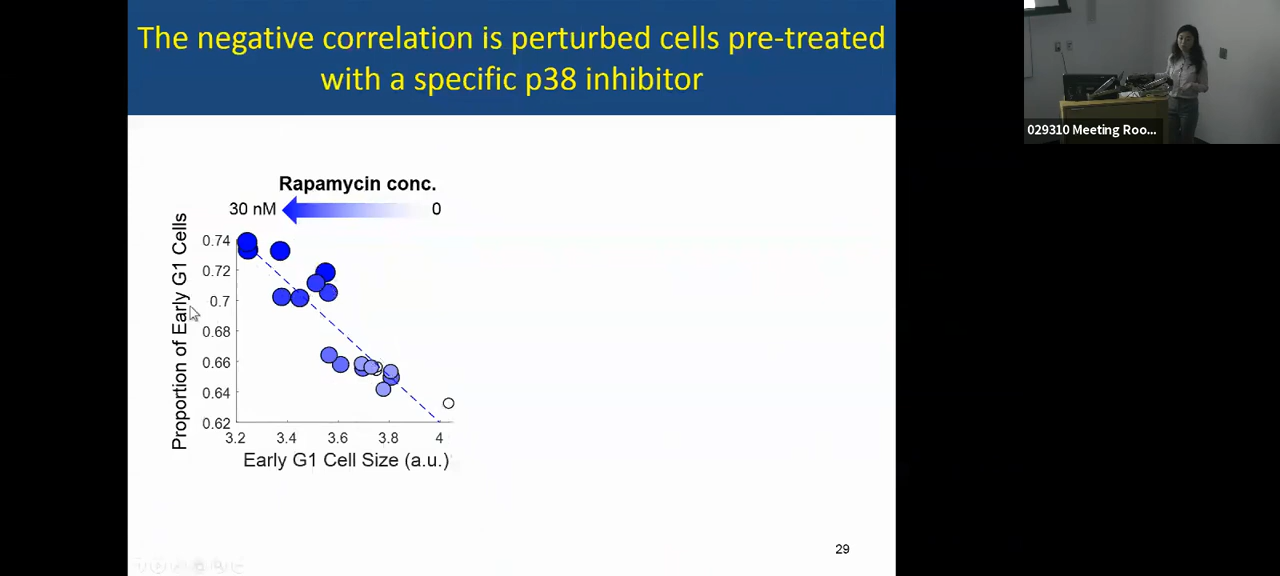 The negative correlation is perturbed cells pre-treated
with a specific p38 inhibitor
029310 Meeting Roo...
Rapamycin conc.
30 nM 0
Proportion of Early G1 Cells
0.74
0.72
0.7
0.68
0.66
0.64
0.62
3.2 3.4 3.6 3.8 4
Early G1 Cell Size (a.u.)
29